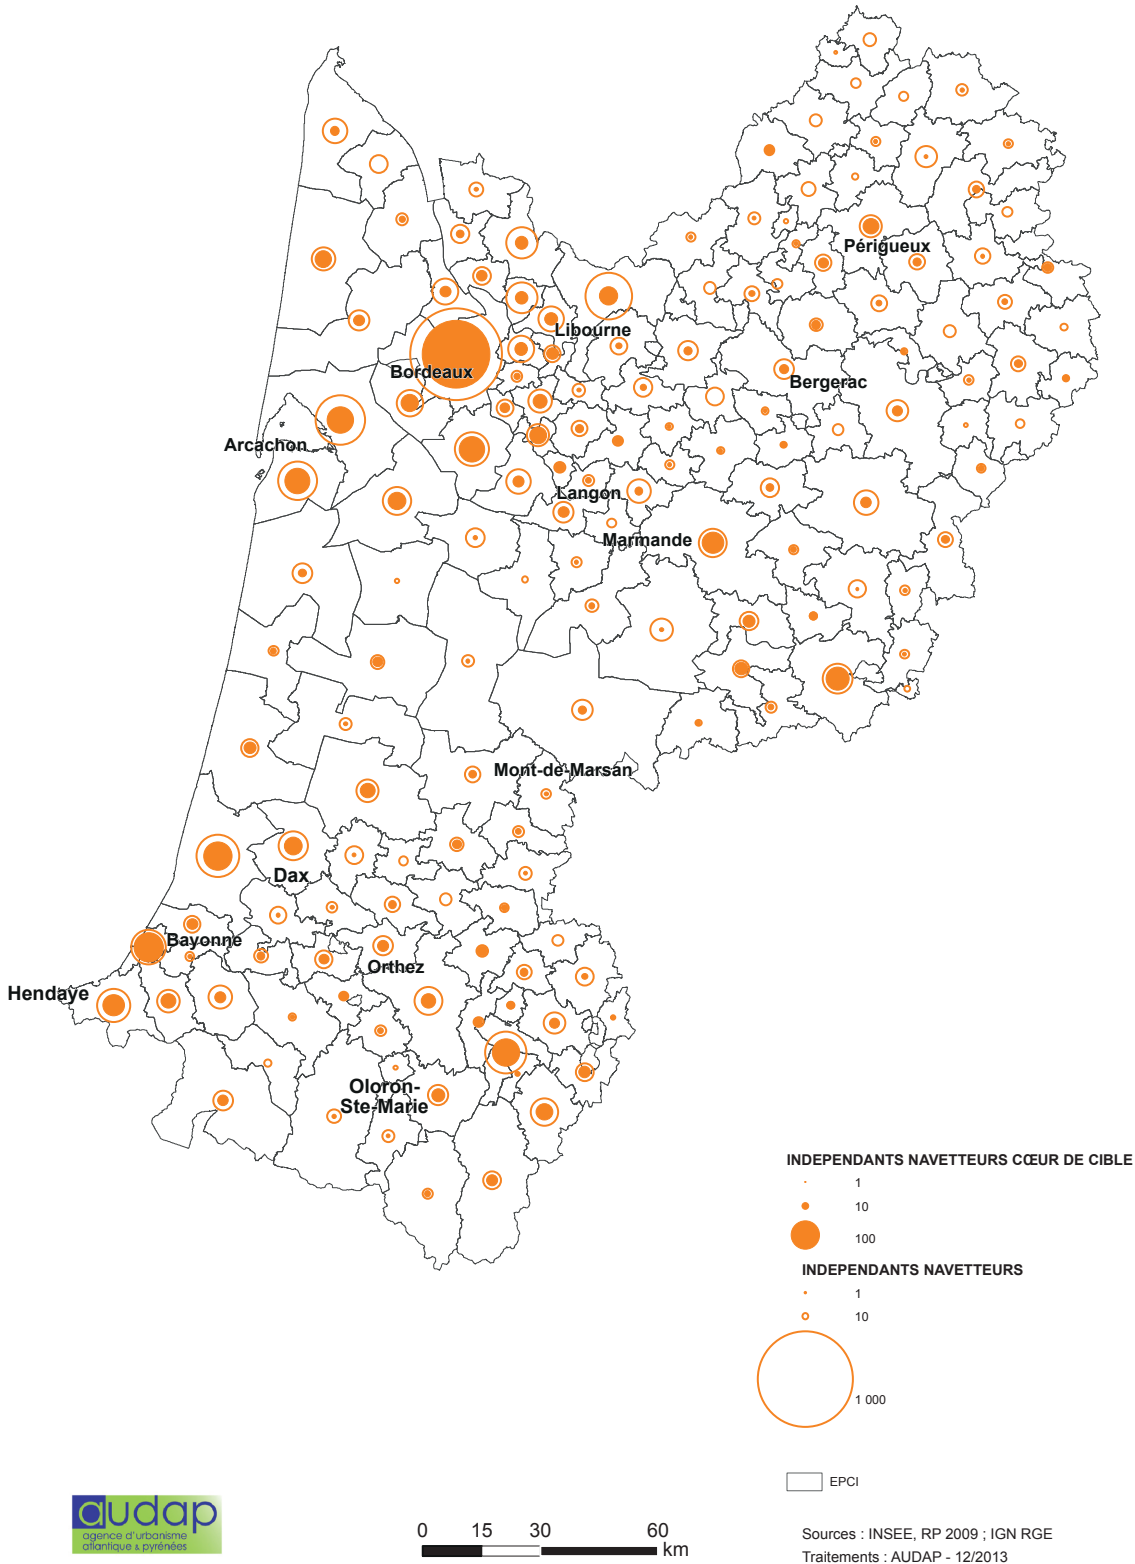 Périgueux
Libourne
Bordeaux
Bergerac
Arcachon
Langon
Marmande
Mont-de-Marsan
Dax
Bayonne
Orthez
Hendaye
Oloron-
Ste-Marie
INDEPENDANTS NAVETTEURS CŒUR DE CIBLE
1
10
100
INDEPENDANTS NAVETTEURS
1
10
1 000
EPCI
audap
agence d'urbanisme
atlantique & pyrénées
0 15 30 60
km
Sources : INSEE, RP 2009 ; IGN RGE
Traitements : AUDAP - 12/2013